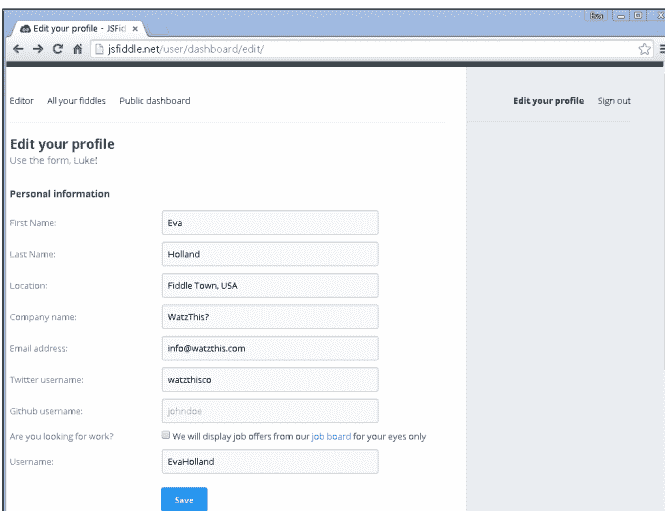 Eva
Edit your profile - JSFid
jsfiddle.net/user/dashboard/edit/
Editor All your fiddles Public dashboard Edit your profile Sign out
Edit your profile
Use the form, Luke!
Personal information
First Name: Eva
Last Name: Holland
Location: Fiddle Town, USA
Company name: WatzThis?
Email address: info@watzthis.com
Twitter username: watzthisco
Github username: johndoe
Are you looking for work? We will display job offers from our job board for your eyes only
Username: EvaHolland
Save